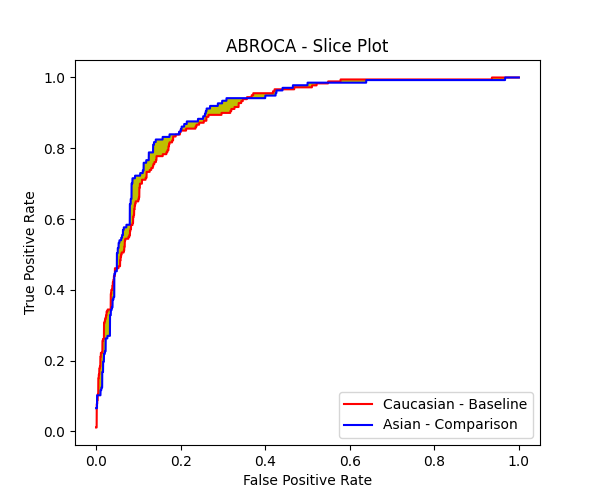 ABROCA - Slice Plot
1.0
0.8
0.6
0.4
0.2
0.0
True Positive Rate
0.0 0.2 0.4 0.6 0.8 1.0
False Positive Rate
Caucasian - Baseline
Asian - Comparison